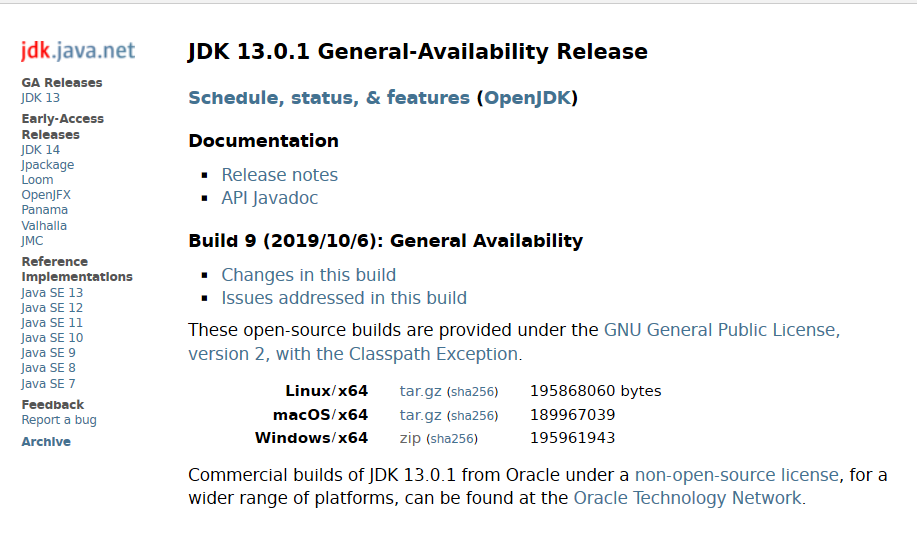 jdk.java.net
GA Releases
JDK 13
Early-Access
Releases
JDK 14
Jpackage
Loom
OpenJFX
Panama
Valhalla
JMC
Reference
Implementations
Java SE 13
Java SE 12
Java SE 11
Java SE 10
Java SE 9
Java SE 8
Java SE 7
Feedback
Report a bug
Archive
JDK 13.0.1 General-Availability Release
Schedule, status, & features (OpenJDK)
Documentation
Release notes
API Javadoc
Build 9 (2019/10/6): General Availability
Changes in this build
Issues addressed in this build
These open-source builds are provided under the GNU General Public License,
version 2, with the Classpath Exception.
Linux/x64 tar.gz (sha256) 195868060 bytes
macOS/x64 tar.gz (sha256) 189967039
Windows/x64 zip (sha256) 195961943
Commercial builds of JDK 13.0.1 from Oracle under a non-open-source license, for a
wider range of platforms, can be found at the Oracle Technology Network.